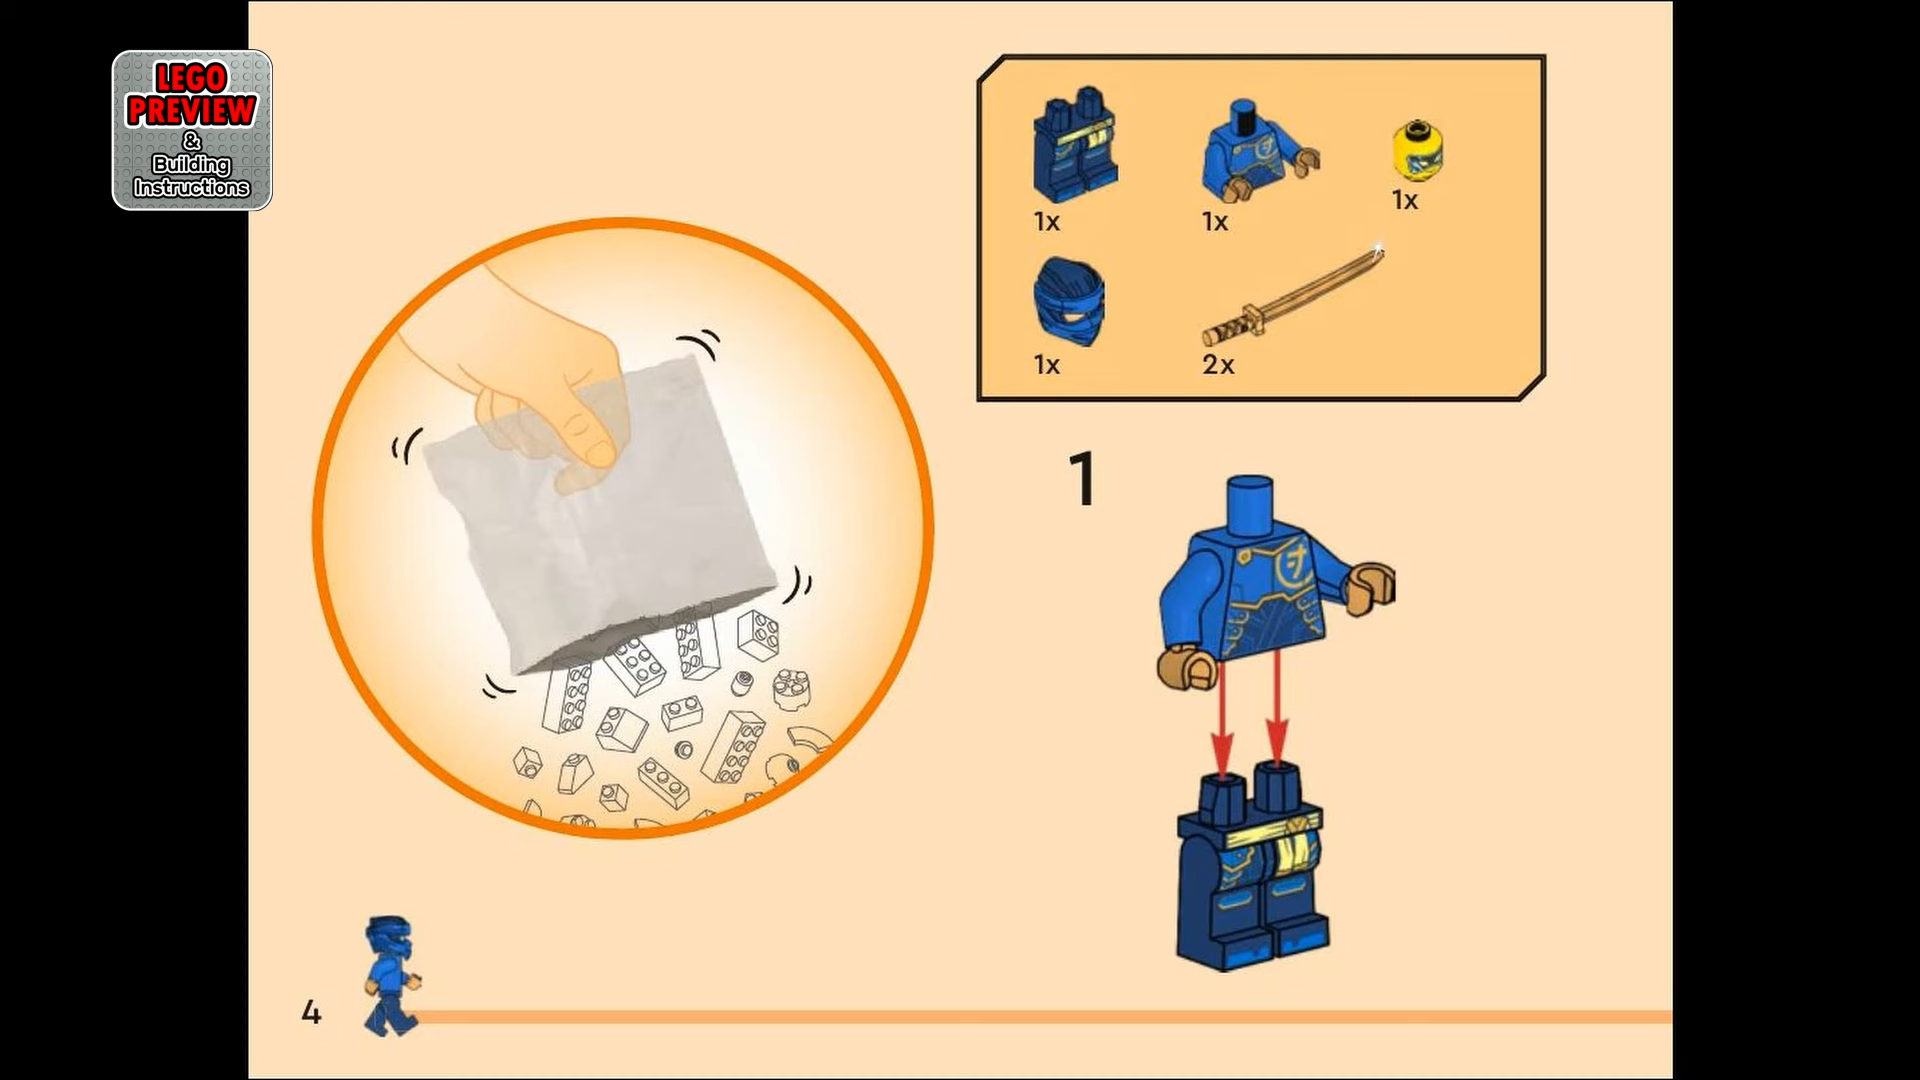 LEGO
PREVIEW
&
Building
Instructions
1x
1x
1x
1x
2x
1
4